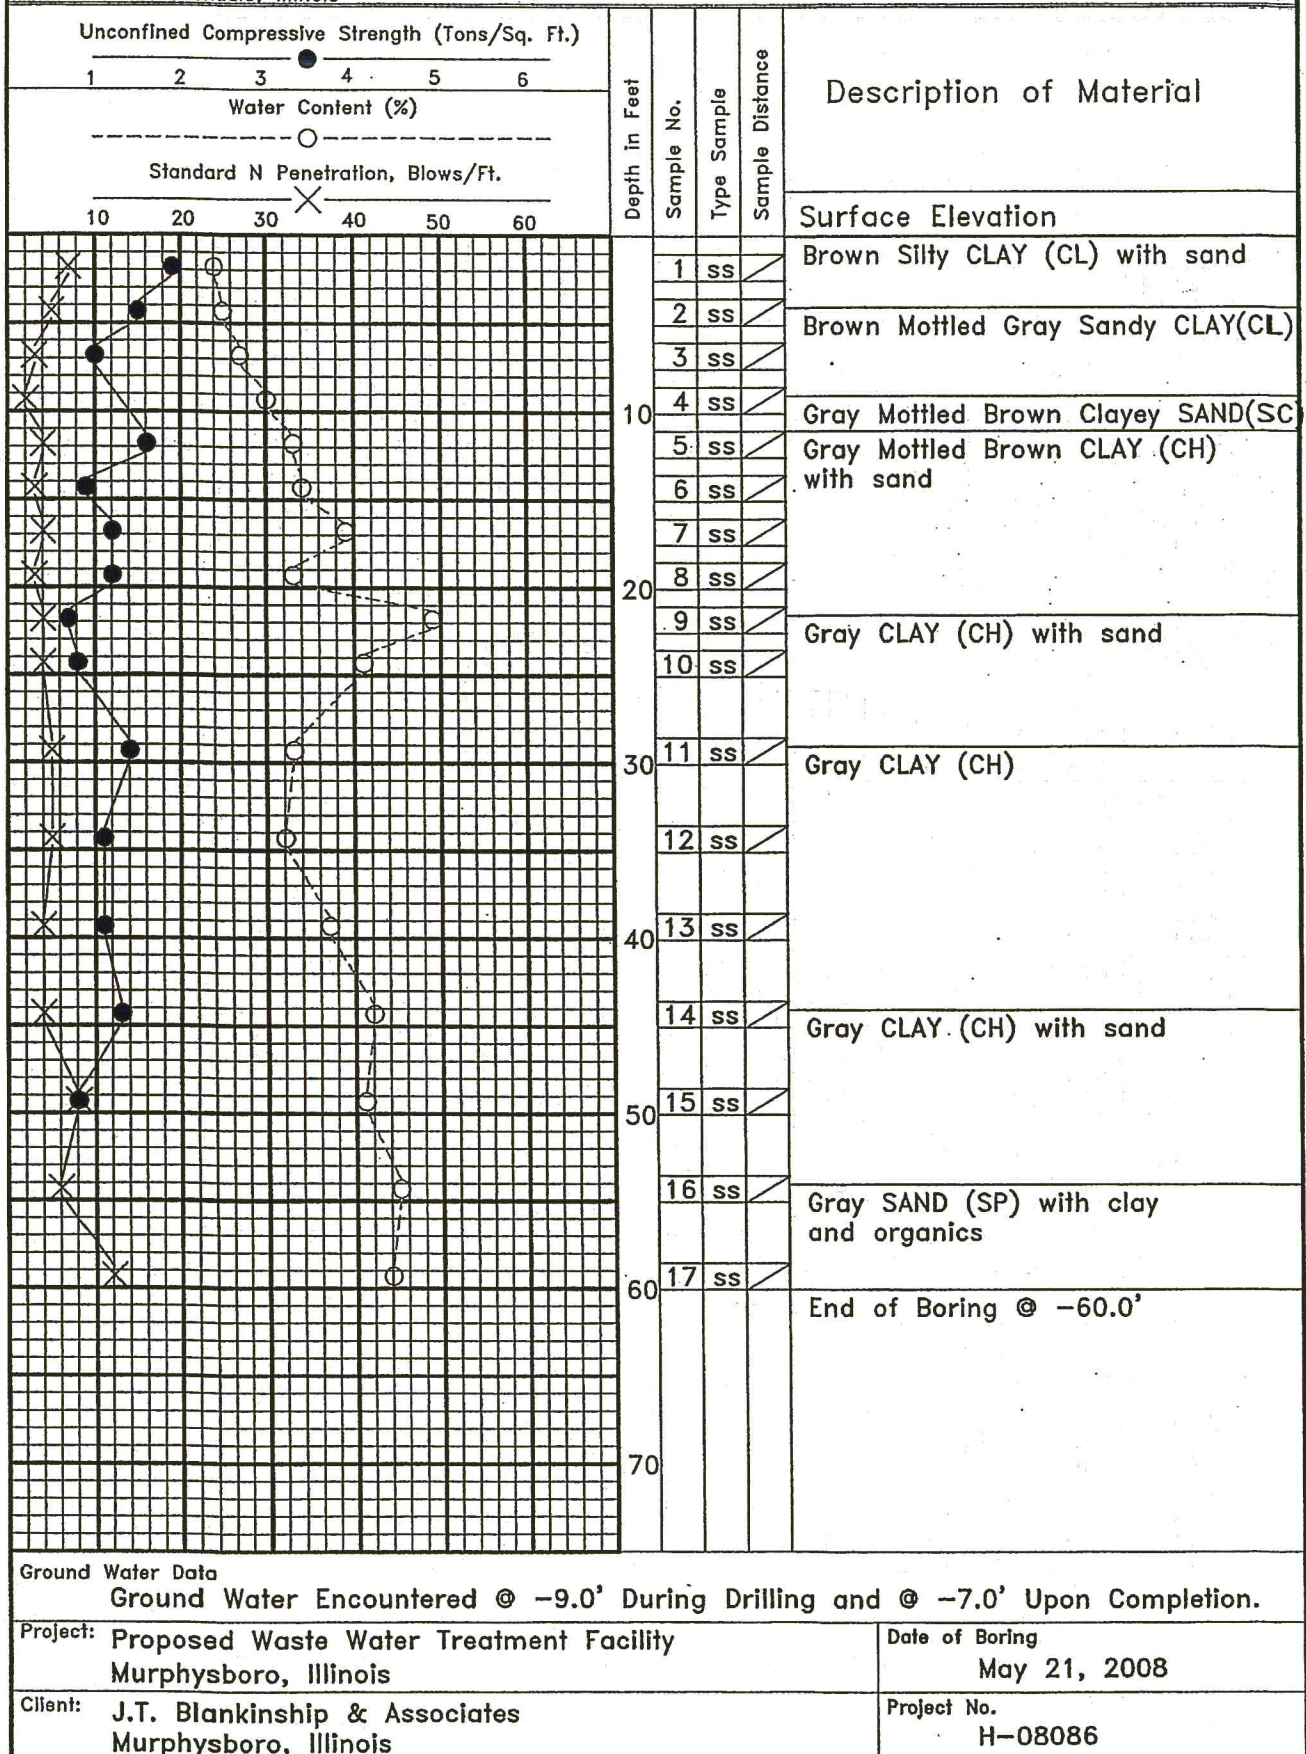 Unconfined Compressive Strength (Tons/Sq. Ft.)
1 2 3 4 5 6
Water Content (%)
Standard N Penetration, Blows/Ft.
10 20 30 40 50 60
Depth in Feet
Sample No.
Type Sample
Sample Distance
Description of Material
Surface Elevation
1 ss
Brown Silty CLAY (CL) with sand
2 ss
Brown Mottled Gray Sandy CLAY(CL)
3 ss
4 ss
10
Gray Mottled Brown Clayey SAND(SC)
5 ss
Gray Mottled Brown CLAY (CH)
with sand
6 ss
7 ss
8 ss
20
9 ss
Gray CLAY (CH) with sand
10 ss
11 ss
30
Gray CLAY (CH)
12 ss
13 ss
40
14 ss
Gray CLAY (CH) with sand
15 ss
50
16 ss
Gray SAND (SP) with clay
and organics
17 ss
60
End of Boring @ -60.0'
70
Ground Water Data
Ground Water Encountered @ -9.0' During Drilling and @ -7.0' Upon Completion.
Project: Proposed Waste Water Treatment Facility
Murphysboro, Illinois
Date of Boring
May 21, 2008
Client: J.T. Blankinship & Associates
Murphysboro, Illinois
Project No.
H-08086